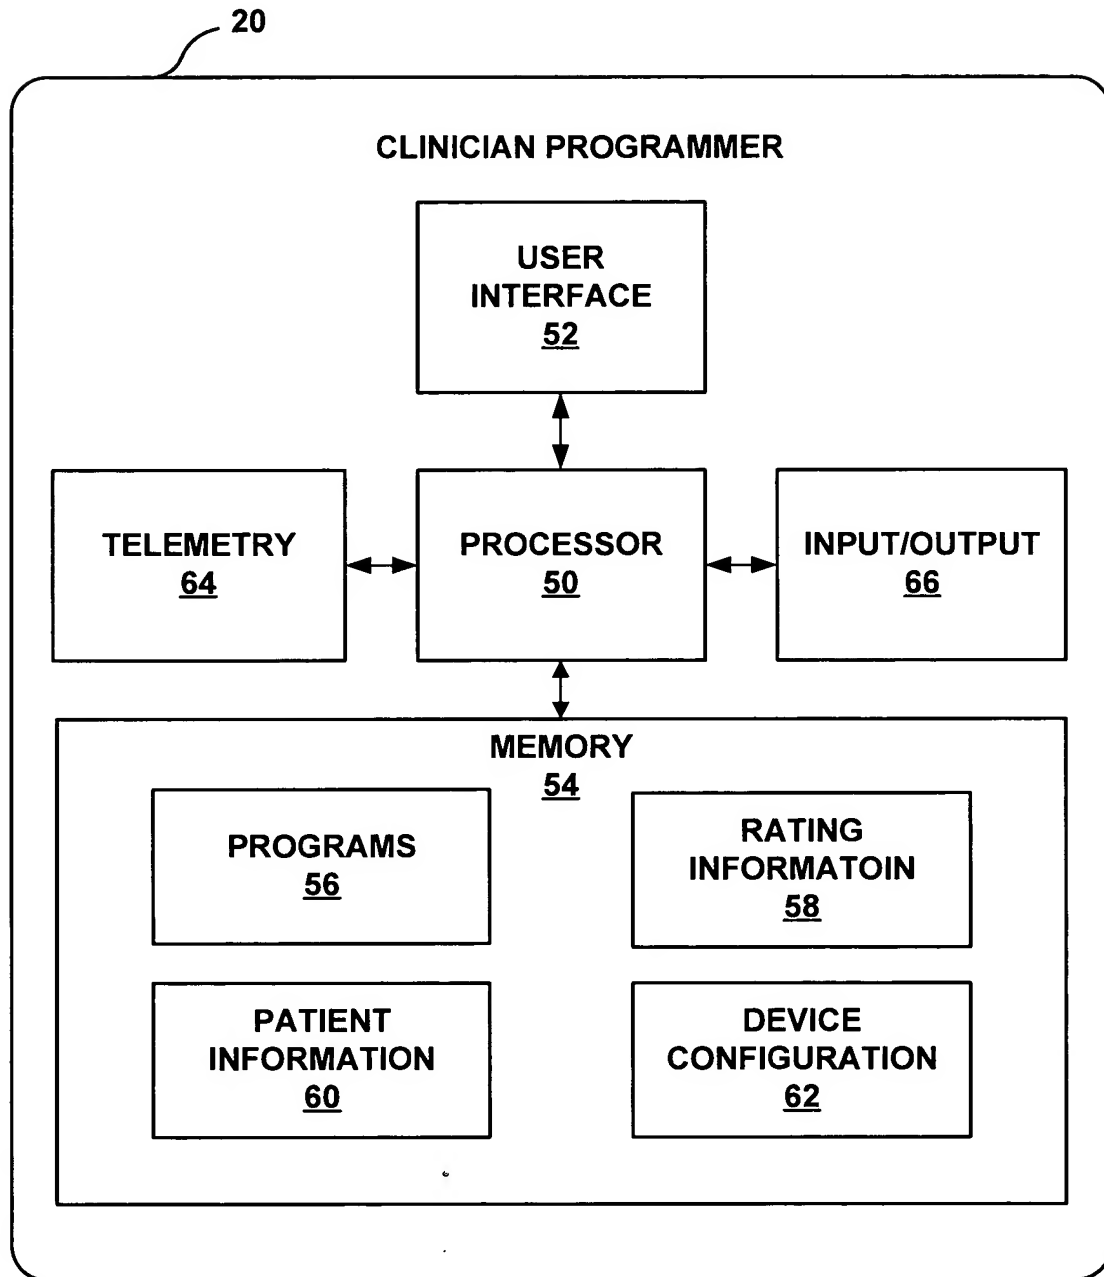 20
CLINICIAN PROGRAMMER
USER
INTERFACE
52
TELEMETRY
64
PROCESSOR
50
INPUT/OUTPUT
66
MEMORY
54
PROGRAMS
56
RATING
INFORMATOIN
58
PATIENT
INFORMATION
60
DEVICE
CONFIGURATION
62